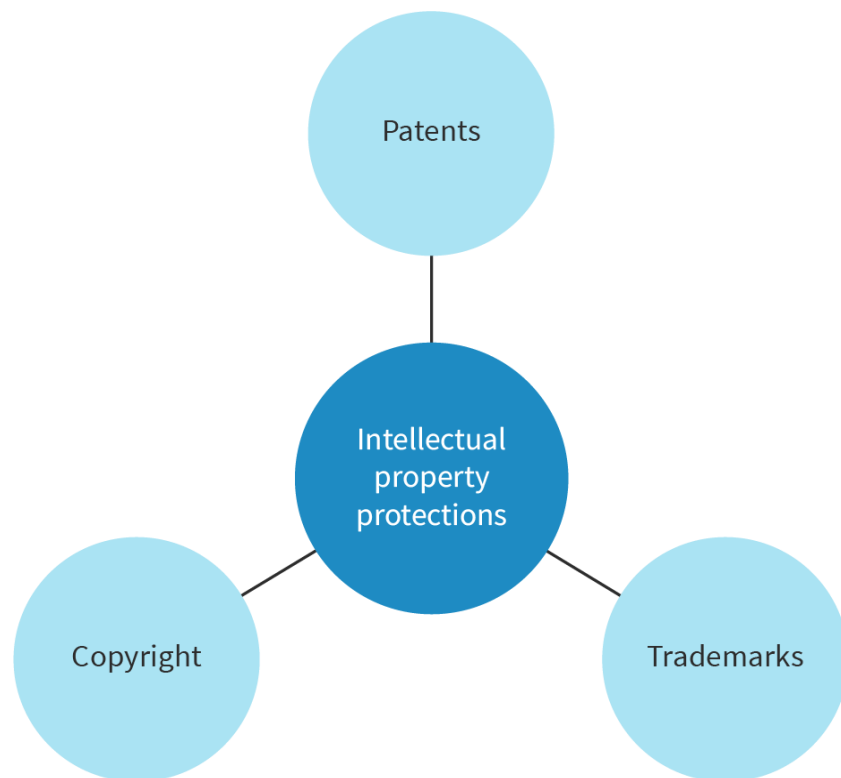 Patents
Intellectual
property
protections
Copyright
Trademarks